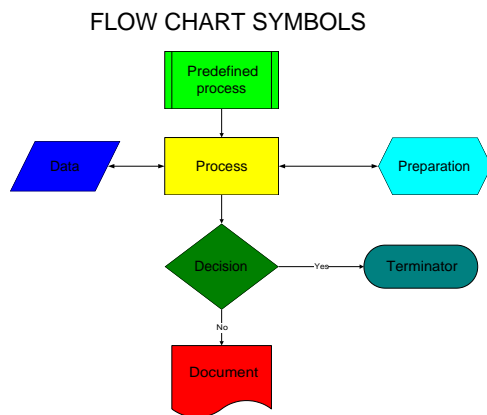 FLOW CHART SYMBOLS
Predefined
process
Data
Process
Preparation
Decision
Yes
Terminator
No
Document